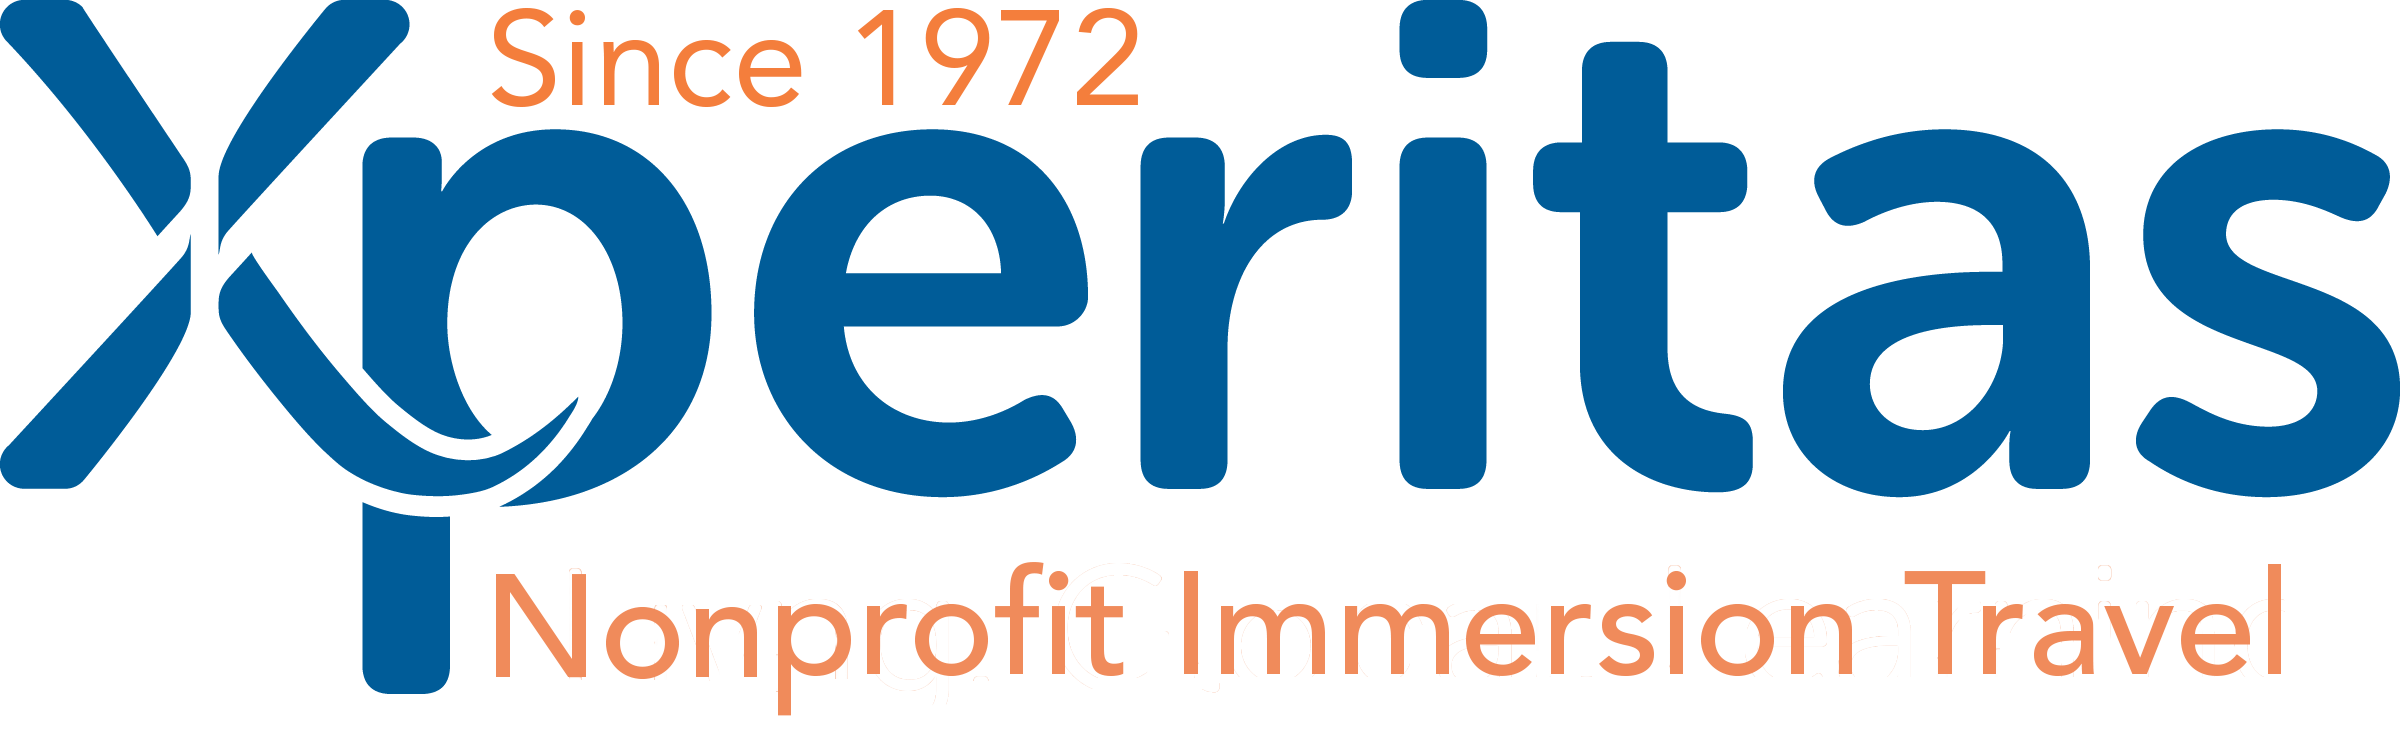 Since 1972
Xperitas
Nonprofit Immersion Travel